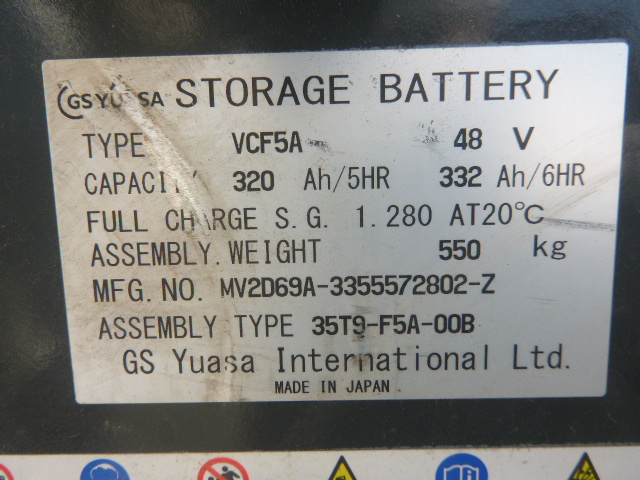 GS YUASA STORAGE BATTERY
TYPE VCF5A 48 V
CAPACITY 320 Ah/5HR 332 Ah/6HR
FULL CHARGE S.G. 1.280 AT20°C
ASSEMBLY.WEIGHT 550 kg
MFG.NO. MV2D69A-3355572802-Z
ASSEMBLY TYPE 35T9-F5A-00B
GS Yuasa International Ltd.
MADE IN JAPAN